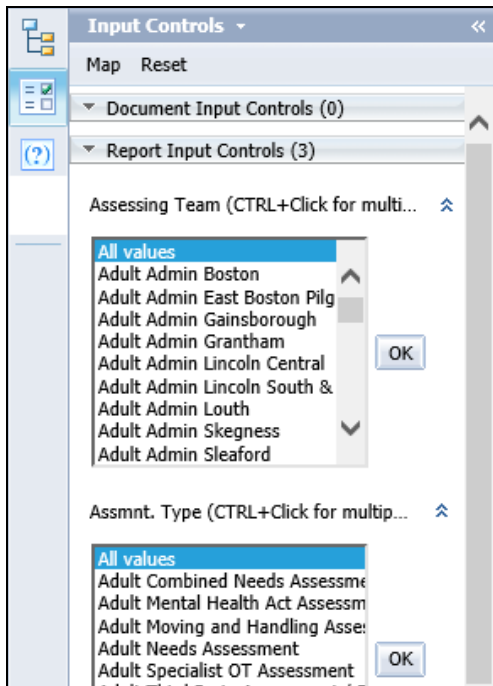 Input Controls
Map Reset
Document Input Controls (0)
(?)
Report Input Controls (3)
Assessing Team (CTRL+Click for multi...
All values
Adult Admin Boston
Adult Admin East Boston Pilg
Adult Admin Gainsborough
Adult Admin Grantham
OK
Adult Admin Lincoln Central
Adult Admin Lincoln South &
Adult Admin Louth
Adult Admin Skegness
Adult Admin Sleaford
Assmnt. Type (CTRL+Click for multip...
All values
Adult Combined Needs Assessme
Adult Mental Health Act Assessm
Adult Moving and Handling Asse
Adult Needs Assessment
OK
Adult Specialist OT Assessment